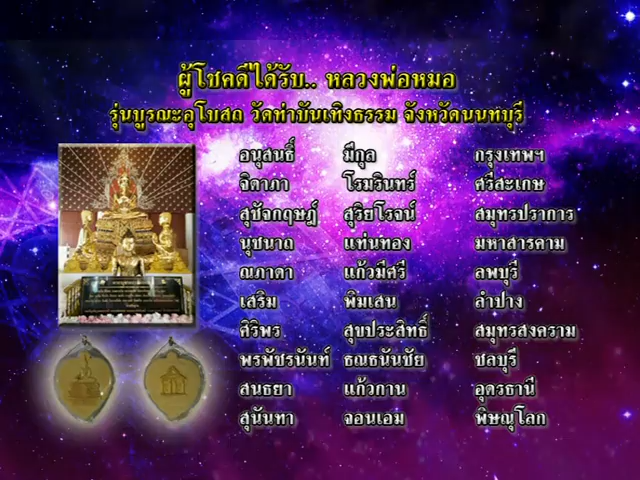 ผู้โชคดีได้รับ.. หลวงพ่อหมอ
รุ่นบูรณะอุโบสถ วัดท่าบันเทิงธรรม จังหวัดนนทบุรี
อนุสนธิ์ มีกุล กรุงเทพฯ
จิดาภา โรมรินทร์ ศรีสะเกษ
สุชัจกฤษฎ์ สุริยโรจน์ สมุทรปราการ
นุชนาถ แท่นทอง มหาสารคาม
ณภาดา แก้วมีศรี ลพบุรี
เสริม พิมเสน ลำปาง
ศิริพร สุขประสิทธิ์ สมุทรสงคราม
พรพัชรนันท์ ธณธนันชัย ชลบุรี
สนธยา แก้วกาน อุดรธานี
สุนันทา จอนเอม พิษณุโลก